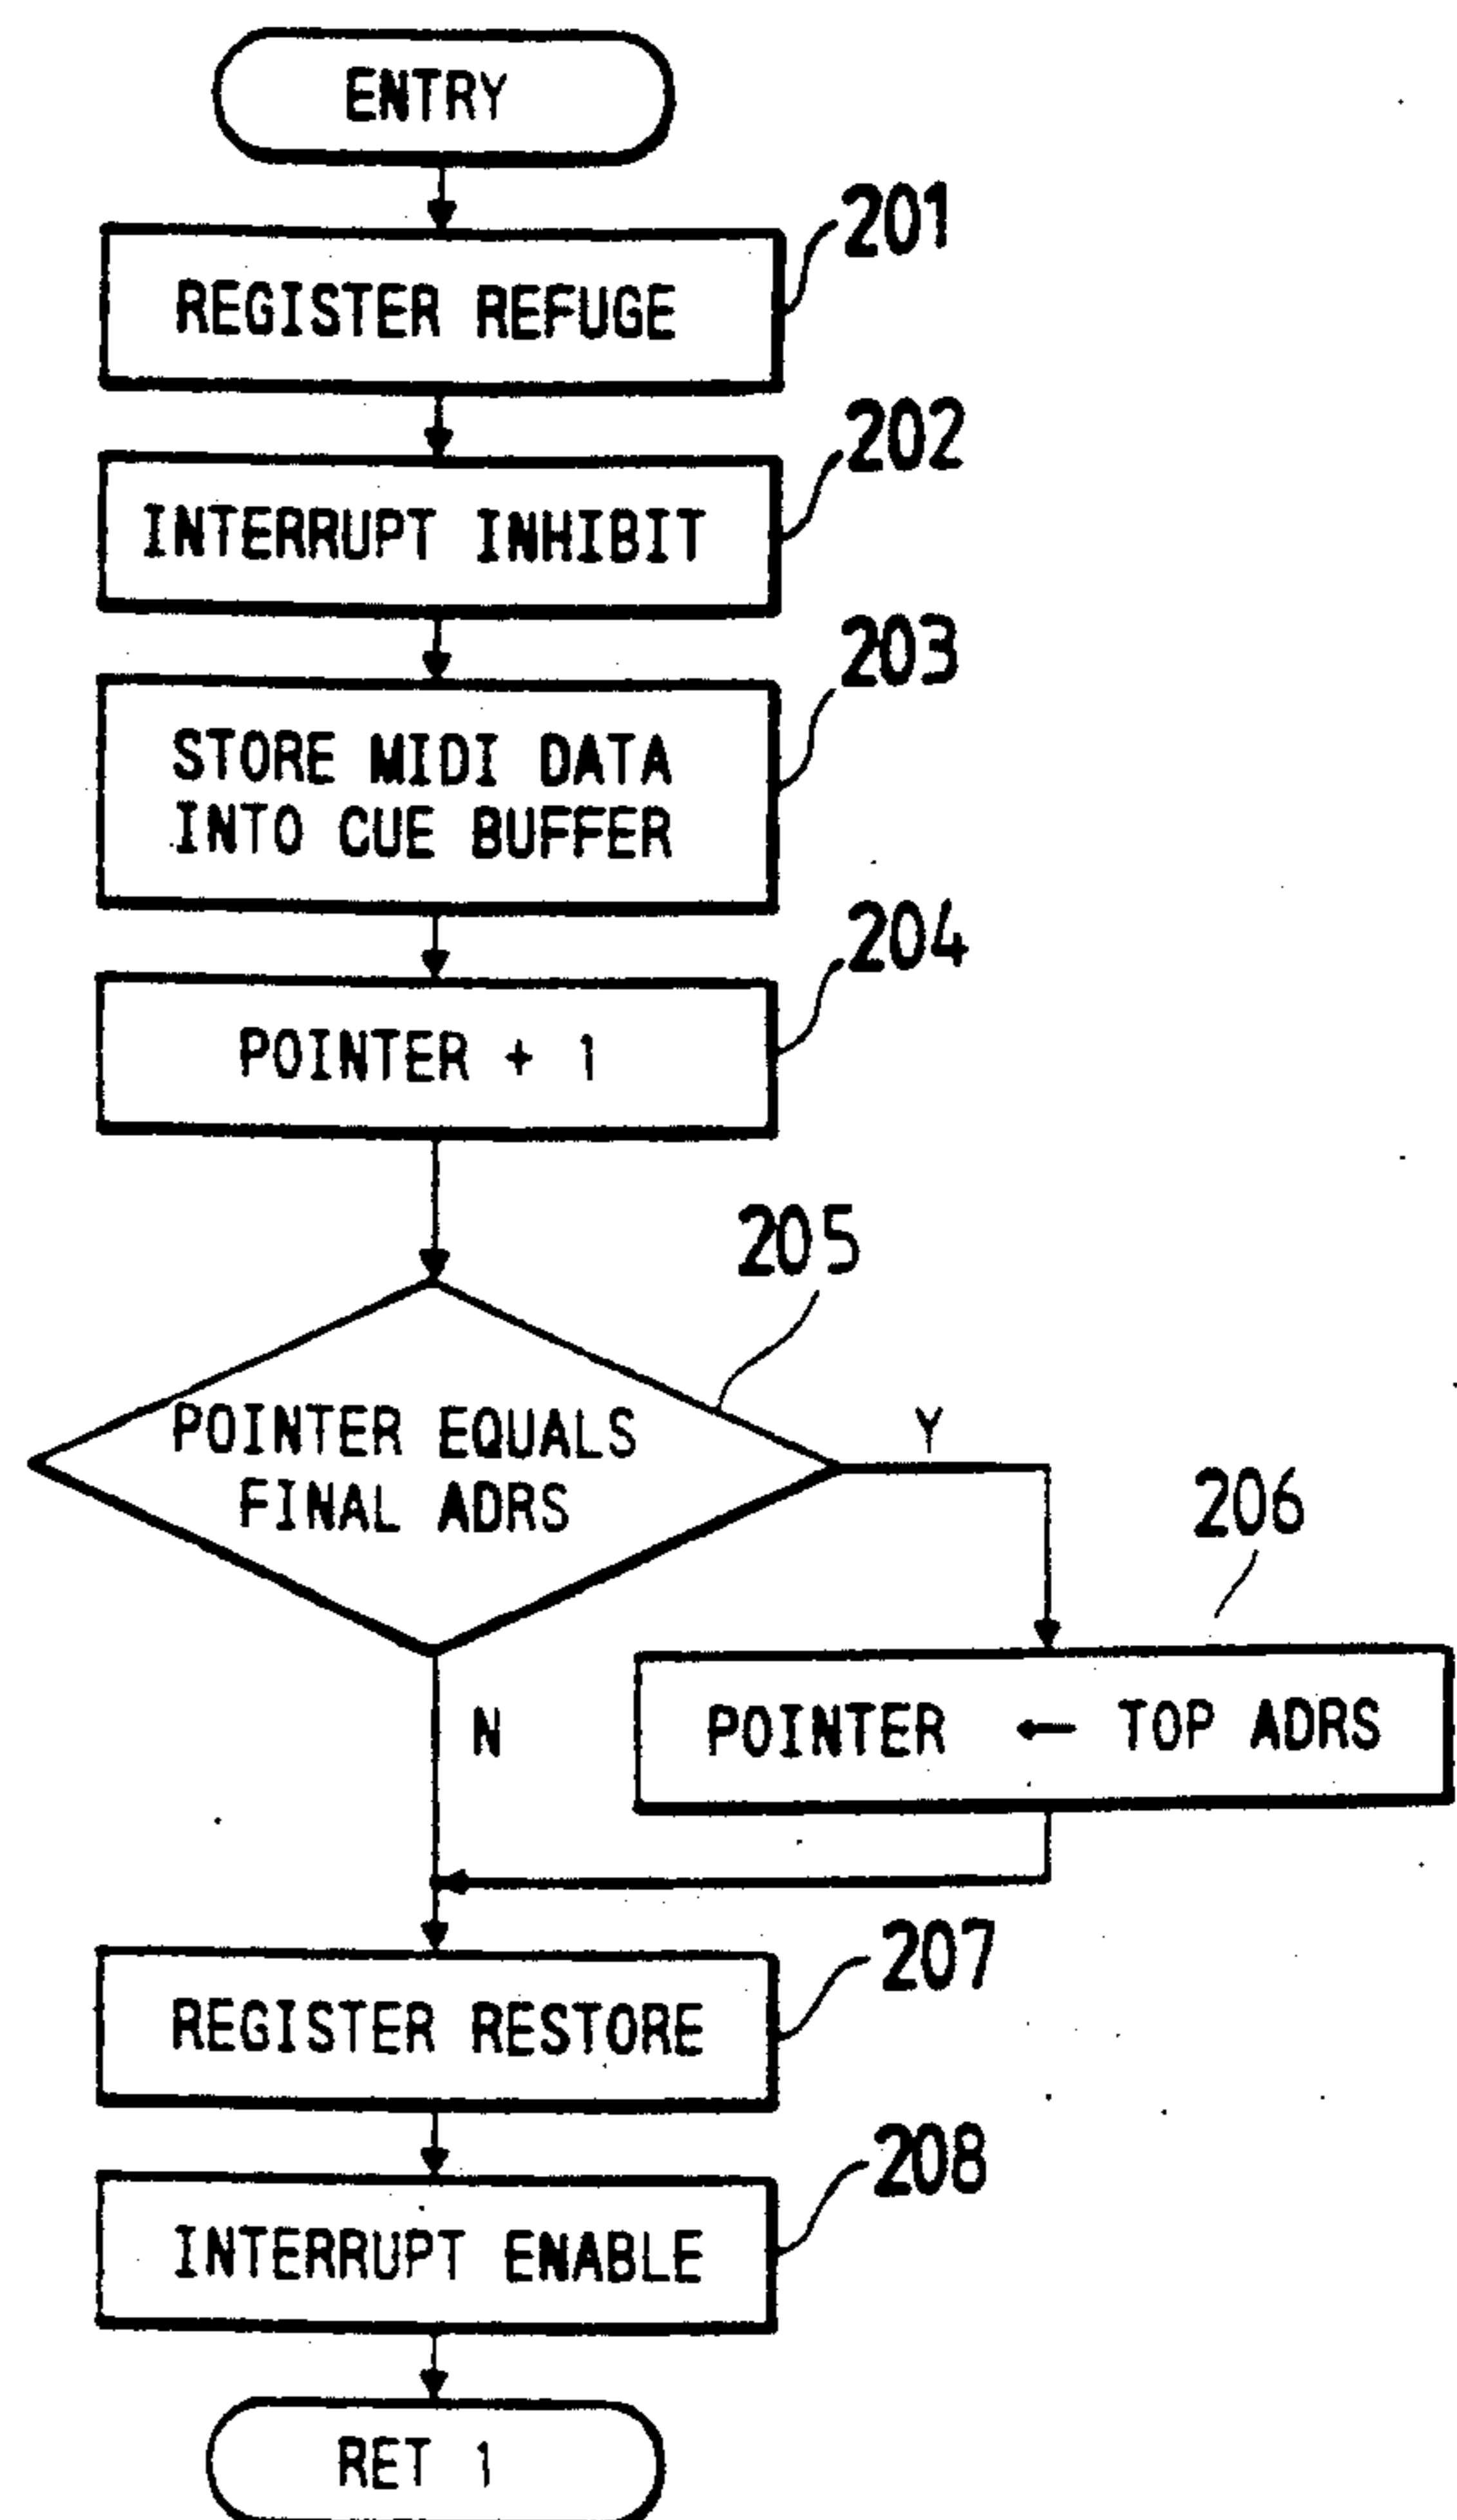 ENTRY
201
REGISTER REFUGE
202
INTERRUPT INHIBIT
203
STORE MIDI DATA
INTO CUE BUFFER
204
POINTER + 1
205
POINTER EQUALS
FINAL ADRS
Y
206
N
POINTER ← TOP ADRS
207
REGISTER RESTORE
208
INTERRUPT ENABLE
RET 1